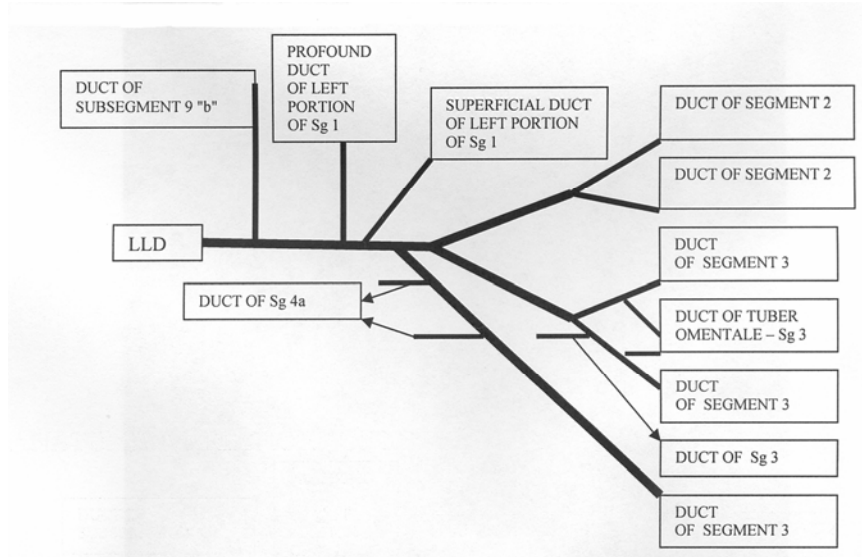 DUCT OF
SUBSEGMENT 9 "b"
PROFOUND
DUCT
OF LEFT
PORTION
OF Sg 1
SUPERFICIAL DUCT
OF LEFT PORTION
OF Sg 1
DUCT OF SEGMENT 2
DUCT OF SEGMENT 2
LLD
DUCT
OF SEGMENT 3
DUCT OF Sg 4a
DUCT OF TUBER
OMENTALE – Sg 3
DUCT
OF SEGMENT 3
DUCT OF Sg 3
DUCT
OF SEGMENT 3